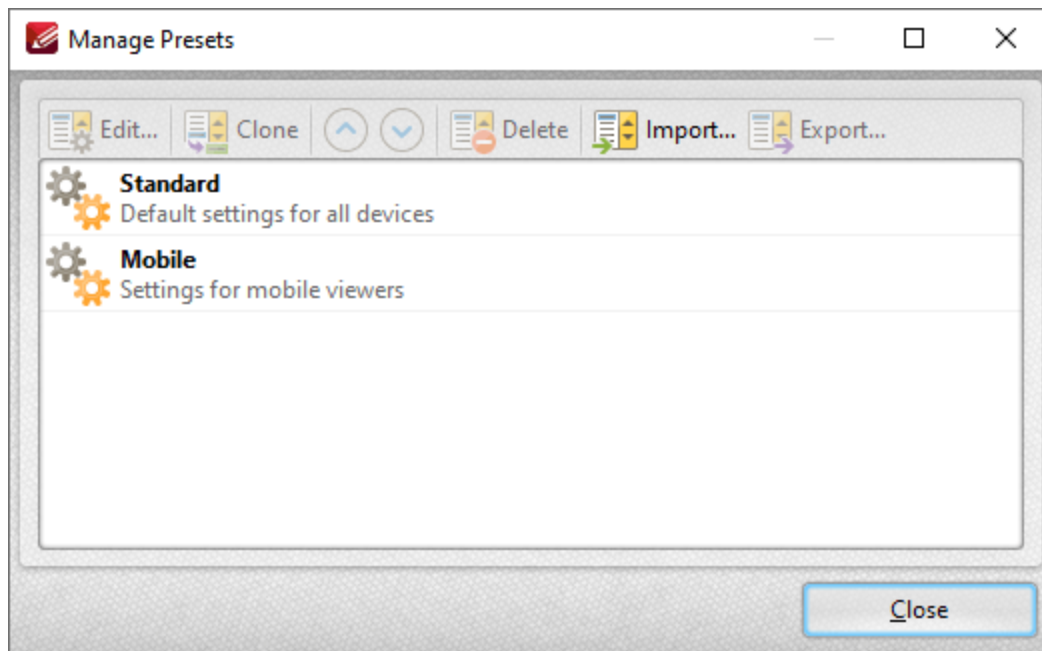 Manage Presets
Edit... Clone Delete Import... Export...
Standard
Default settings for all devices
Mobile
Settings for mobile viewers
Close